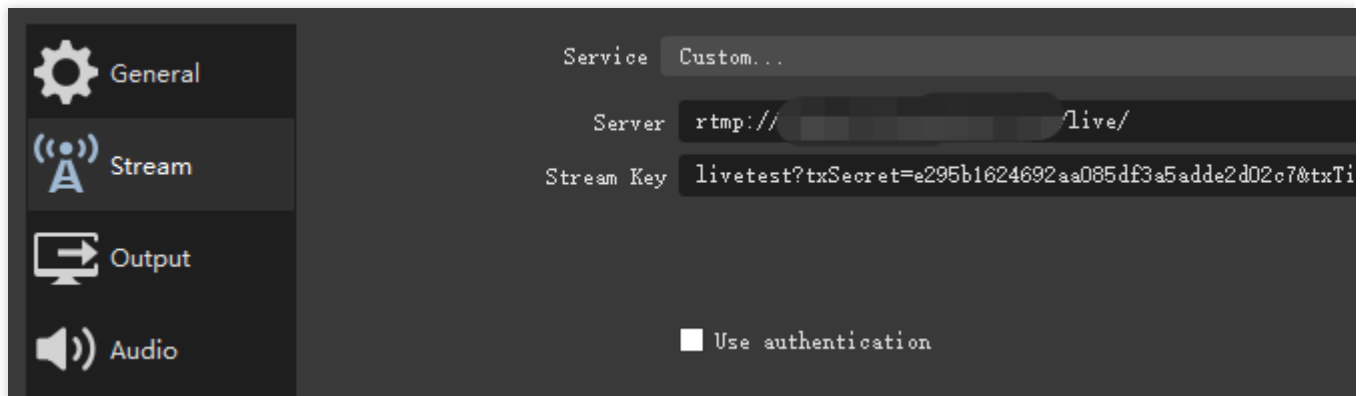 General
Stream
Output
Audio
Service Custom...
Server rtmp:// /live/
Stream Key livetest?txSecret=e295b1624692aa085df3a5adde2d02c7&txTi
Use authentication